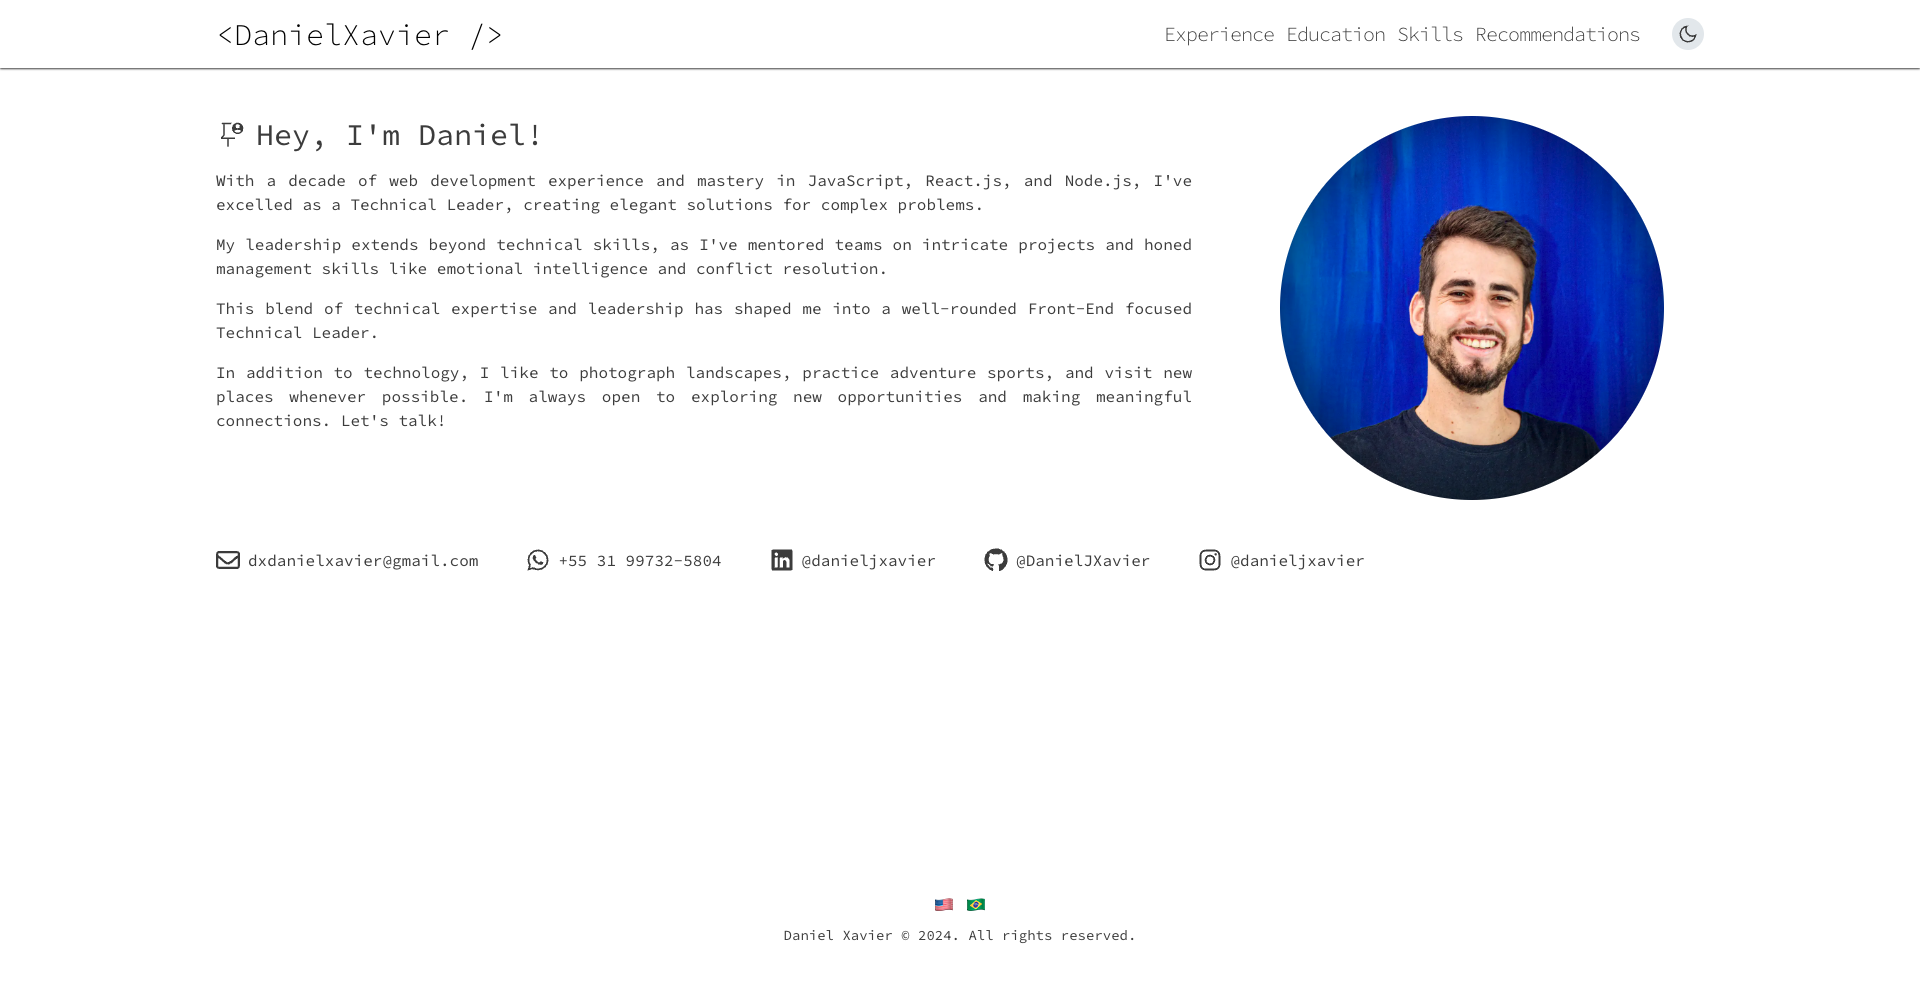 <DanielXavier />
Experience Education Skills Recommendations
Hey, I'm Daniel!
With a decade of web development experience and mastery in JavaScript, React.js, and Node.js, I've
excelled as a Technical Leader, creating elegant solutions for complex problems.
My leadership extends beyond technical skills, as I've mentored teams on intricate projects and honed
management skills like emotional intelligence and conflict resolution.
This blend of technical expertise and leadership has shaped me into a well-rounded Front-End focused
Technical Leader.
In addition to technology, I like to photograph landscapes, practice adventure sports, and visit new
places whenever possible. I'm always open to exploring new opportunities and making meaningful
connections. Let's talk!
dxdanielxavier@gmail.com +55 31 99732-5804 @danieljxavier @DanielJXavier @danieljxavier
Daniel Xavier © 2024. All rights reserved.